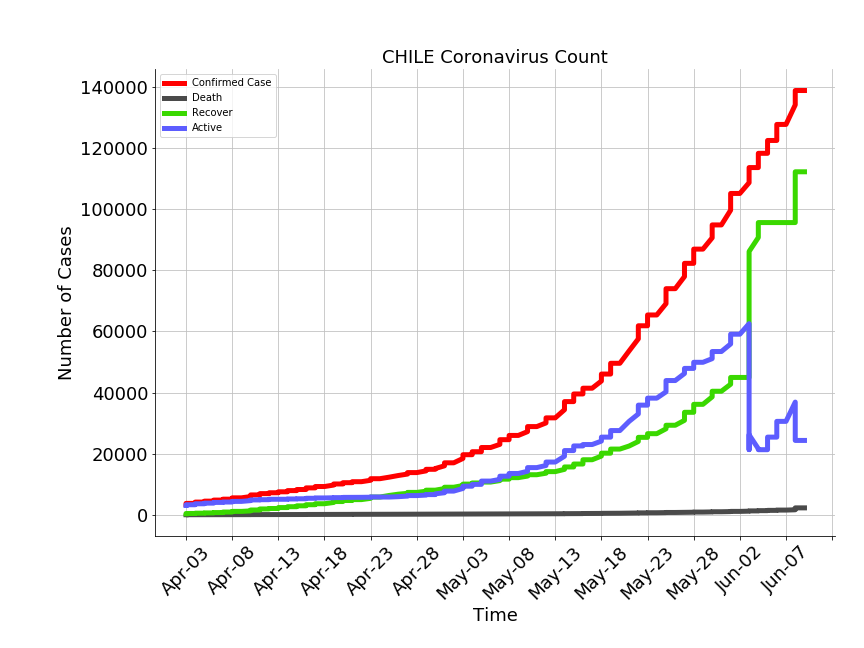 CHILE Coronavirus Count
Confirmed Case
Death
Recover
Active
140000
120000
100000
80000
60000
40000
20000
0
Number of Cases
Apr-03
Apr-08
Apr-13
Apr-18
Apr-23
Apr-28
May-03
May-08
May-13
May-18
May-23
May-28
Jun-02
Jun-07
Time